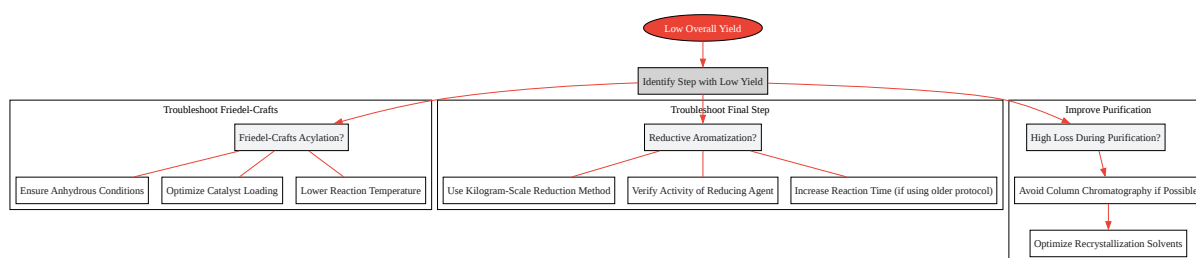 Low Overall Yield
Identify Step with Low Yield
Troubleshoot Friedel-Crafts
Troubleshoot Final Step
Improve Purification
Friedel-Crafts Acylation?
Reductive Aromatization?
High Loss During Purification?
Ensure Anhydrous Conditions
Optimize Catalyst Loading
Lower Reaction Temperature
Use Kilogram-Scale Reduction Method
Verify Activity of Reducing Agent
Increase Reaction Time (if using older protocol)
Avoid Column Chromatography if Possible
Optimize Recrystallization Solvents